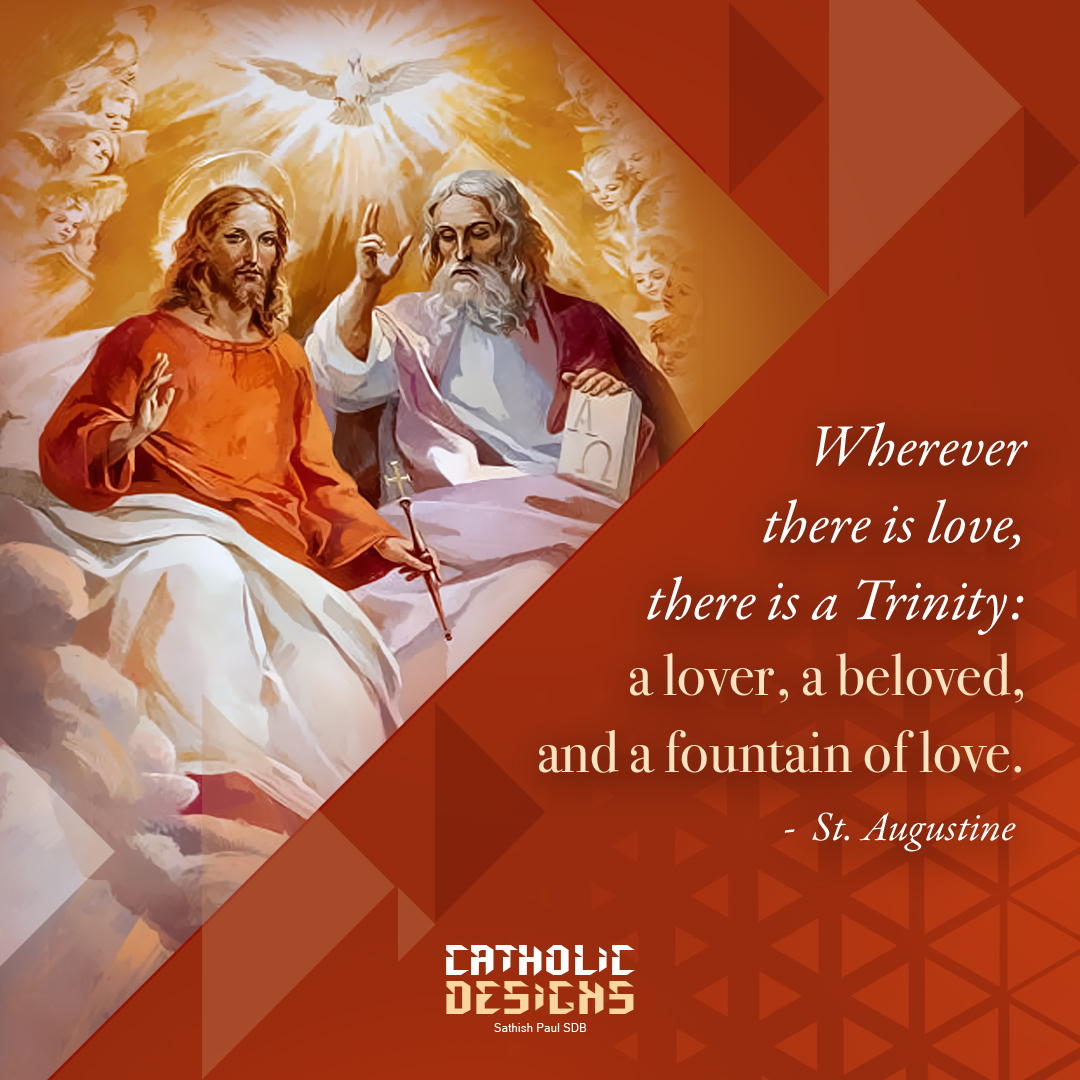 Α
Ω
Wherever
there is love,
there is a Trinity:
a lover, a beloved,
and a fountain of love.
- St. Augustine
CATHOLIC
DESIGNS
Sathish Paul SDB